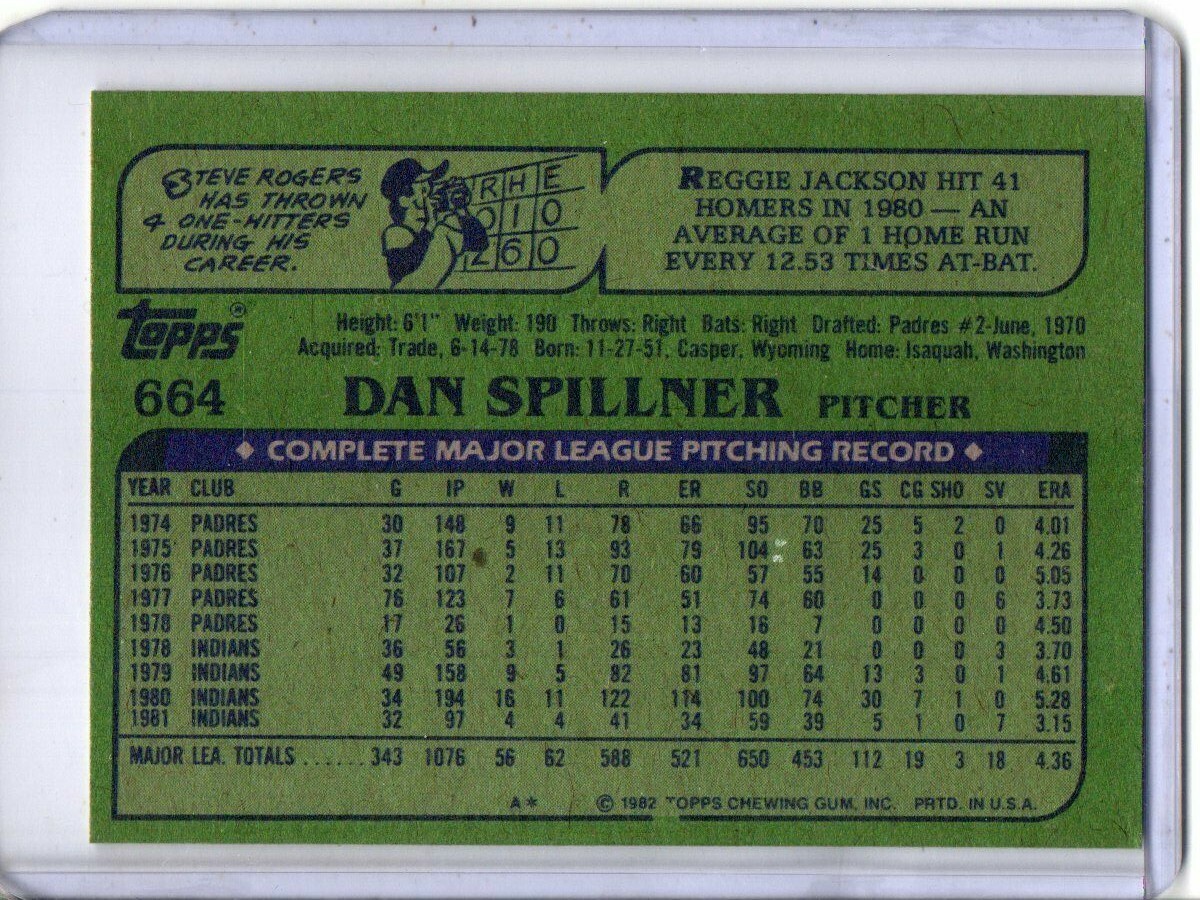 STEVE ROGERS
HAS THROWN
4 ONE-HITTERS
DURING HIS
CAREER.
R H E
0 1 0
2 6 0
REGGIE JACKSON HIT 41
HOMERS IN 1980 — AN
AVERAGE OF 1 HOME RUN
EVERY 12.53 TIMES AT-BAT.
topps®
Height: 6'1" Weight: 190 Throws: Right Bats: Right Drafted: Padres #2-June, 1970
Acquired: Trade, 6-14-78 Born: 11-27-51, Casper, Wyoming Home: Isaquah, Washington
664 DAN SPILLNER PITCHER
◆ COMPLETE MAJOR LEAGUE PITCHING RECORD ◆
YEAR CLUB G IP W L R ER SO BB GS CG SHO SV ERA
1974 PADRES 30 148 9 11 78 66 95 70 25 5 2 0 4.01
1975 PADRES 37 167 5 13 93 79 104 63 25 3 0 1 4.26
1976 PADRES 32 107 2 11 70 60 57 55 14 0 0 0 5.05
1977 PADRES 76 123 7 6 61 51 74 60 0 0 0 6 3.73
1978 PADRES 17 26 1 0 15 13 16 7 0 0 0 0 4.50
1978 INDIANS 36 56 3 1 26 23 48 21 0 0 0 3 3.70
1979 INDIANS 49 158 9 5 82 81 97 64 13 3 0 1 4.61
1980 INDIANS 34 194 16 11 122 114 100 74 30 7 1 0 5.28
1981 INDIANS 32 97 4 4 41 34 59 39 5 1 0 7 3.15
MAJOR LEA. TOTALS ...... 343 1076 56 62 588 521 650 453 112 19 3 18 4.36
A* © 1982 TOPPS CHEWING GUM, INC. PRTD. IN U.S.A.